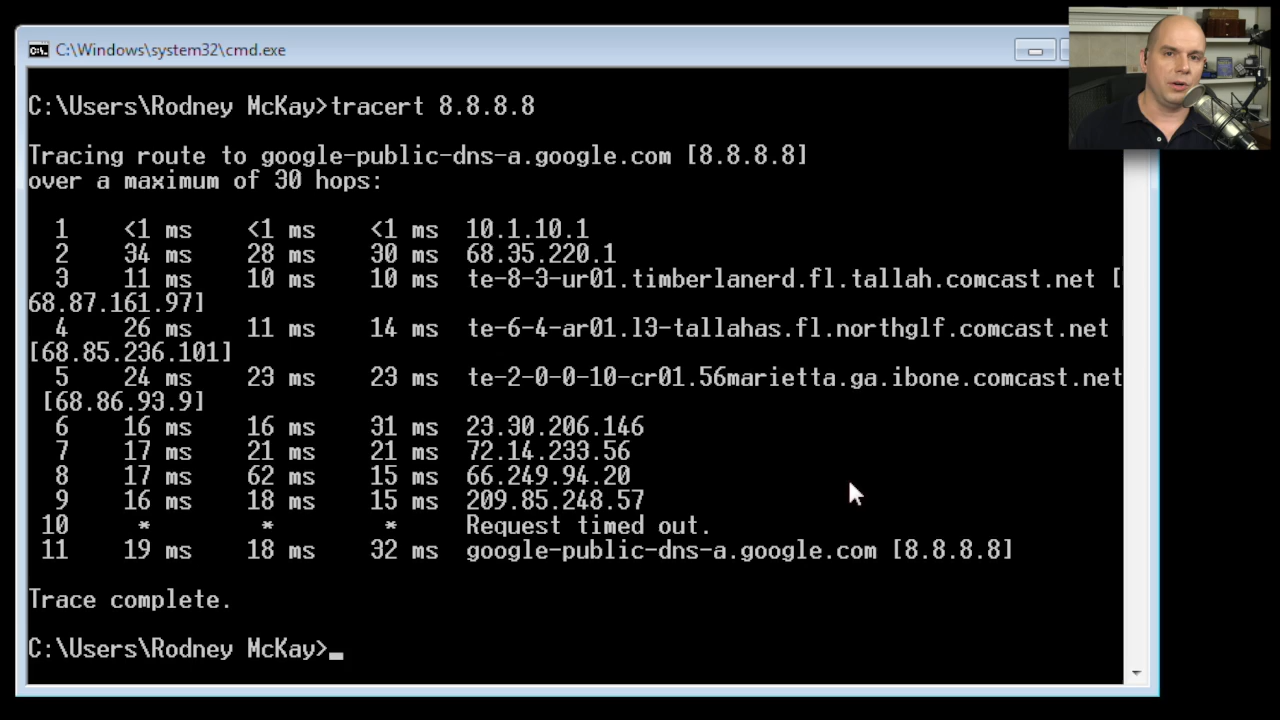 C:\Windows\system32\cmd.exe
C:\Users\Rodney McKay>tracert 8.8.8.8
Tracing route to google-public-dns-a.google.com [8.8.8.8]
over a maximum of 30 hops:
1 <1 ms <1 ms <1 ms 10.1.10.1
2 34 ms 28 ms 30 ms 68.35.220.1
3 11 ms 10 ms 10 ms te-8-3-ur01.timberlanerd.fl.tallah.comcast.net [
68.87.161.97]
4 26 ms 11 ms 14 ms te-6-4-ar01.l3-tallahas.fl.northglf.comcast.net
[68.85.236.101]
5 24 ms 23 ms 23 ms te-2-0-0-10-cr01.56marietta.ga.ibone.comcast.net
[68.86.93.9]
6 16 ms 16 ms 31 ms 23.30.206.146
7 17 ms 21 ms 21 ms 72.14.233.56
8 17 ms 62 ms 15 ms 66.249.94.20
9 16 ms 18 ms 15 ms 209.85.248.57
10 * * * Request timed out.
11 19 ms 18 ms 32 ms google-public-dns-a.google.com [8.8.8.8]
Trace complete.
C:\Users\Rodney McKay>_